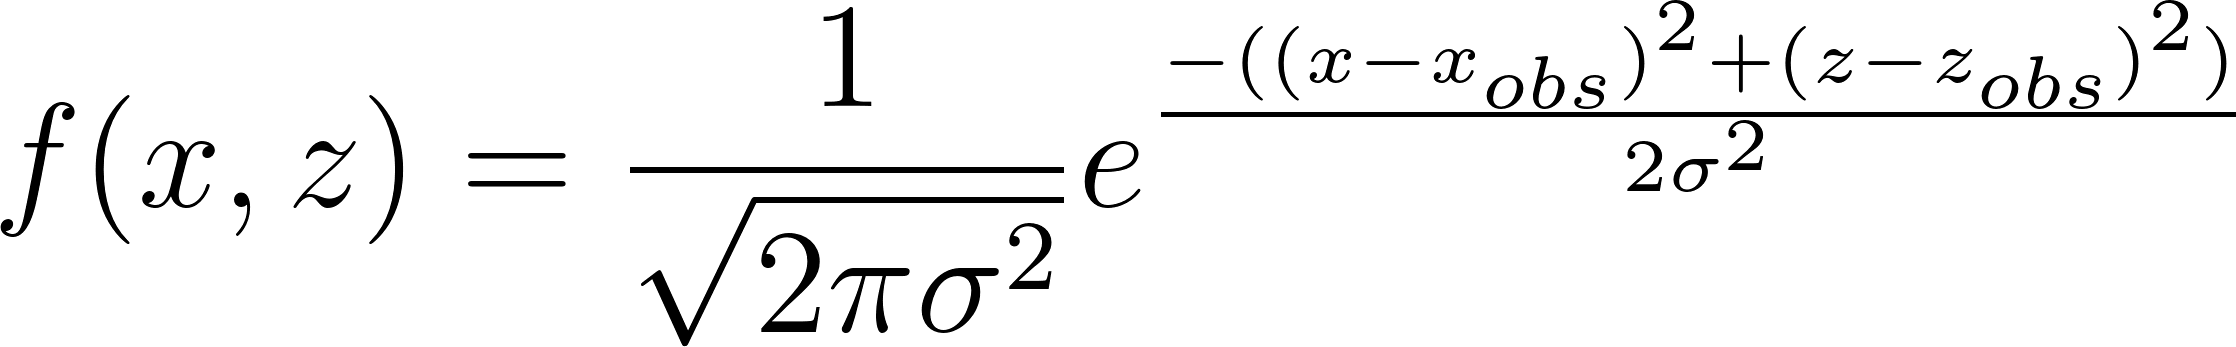 f(x, z) = \frac{1}{\sqrt{2\pi\sigma^2}} e^{\frac{-((x-x_{obs})^2+(z-z_{obs})^2)}{2\sigma^2}}